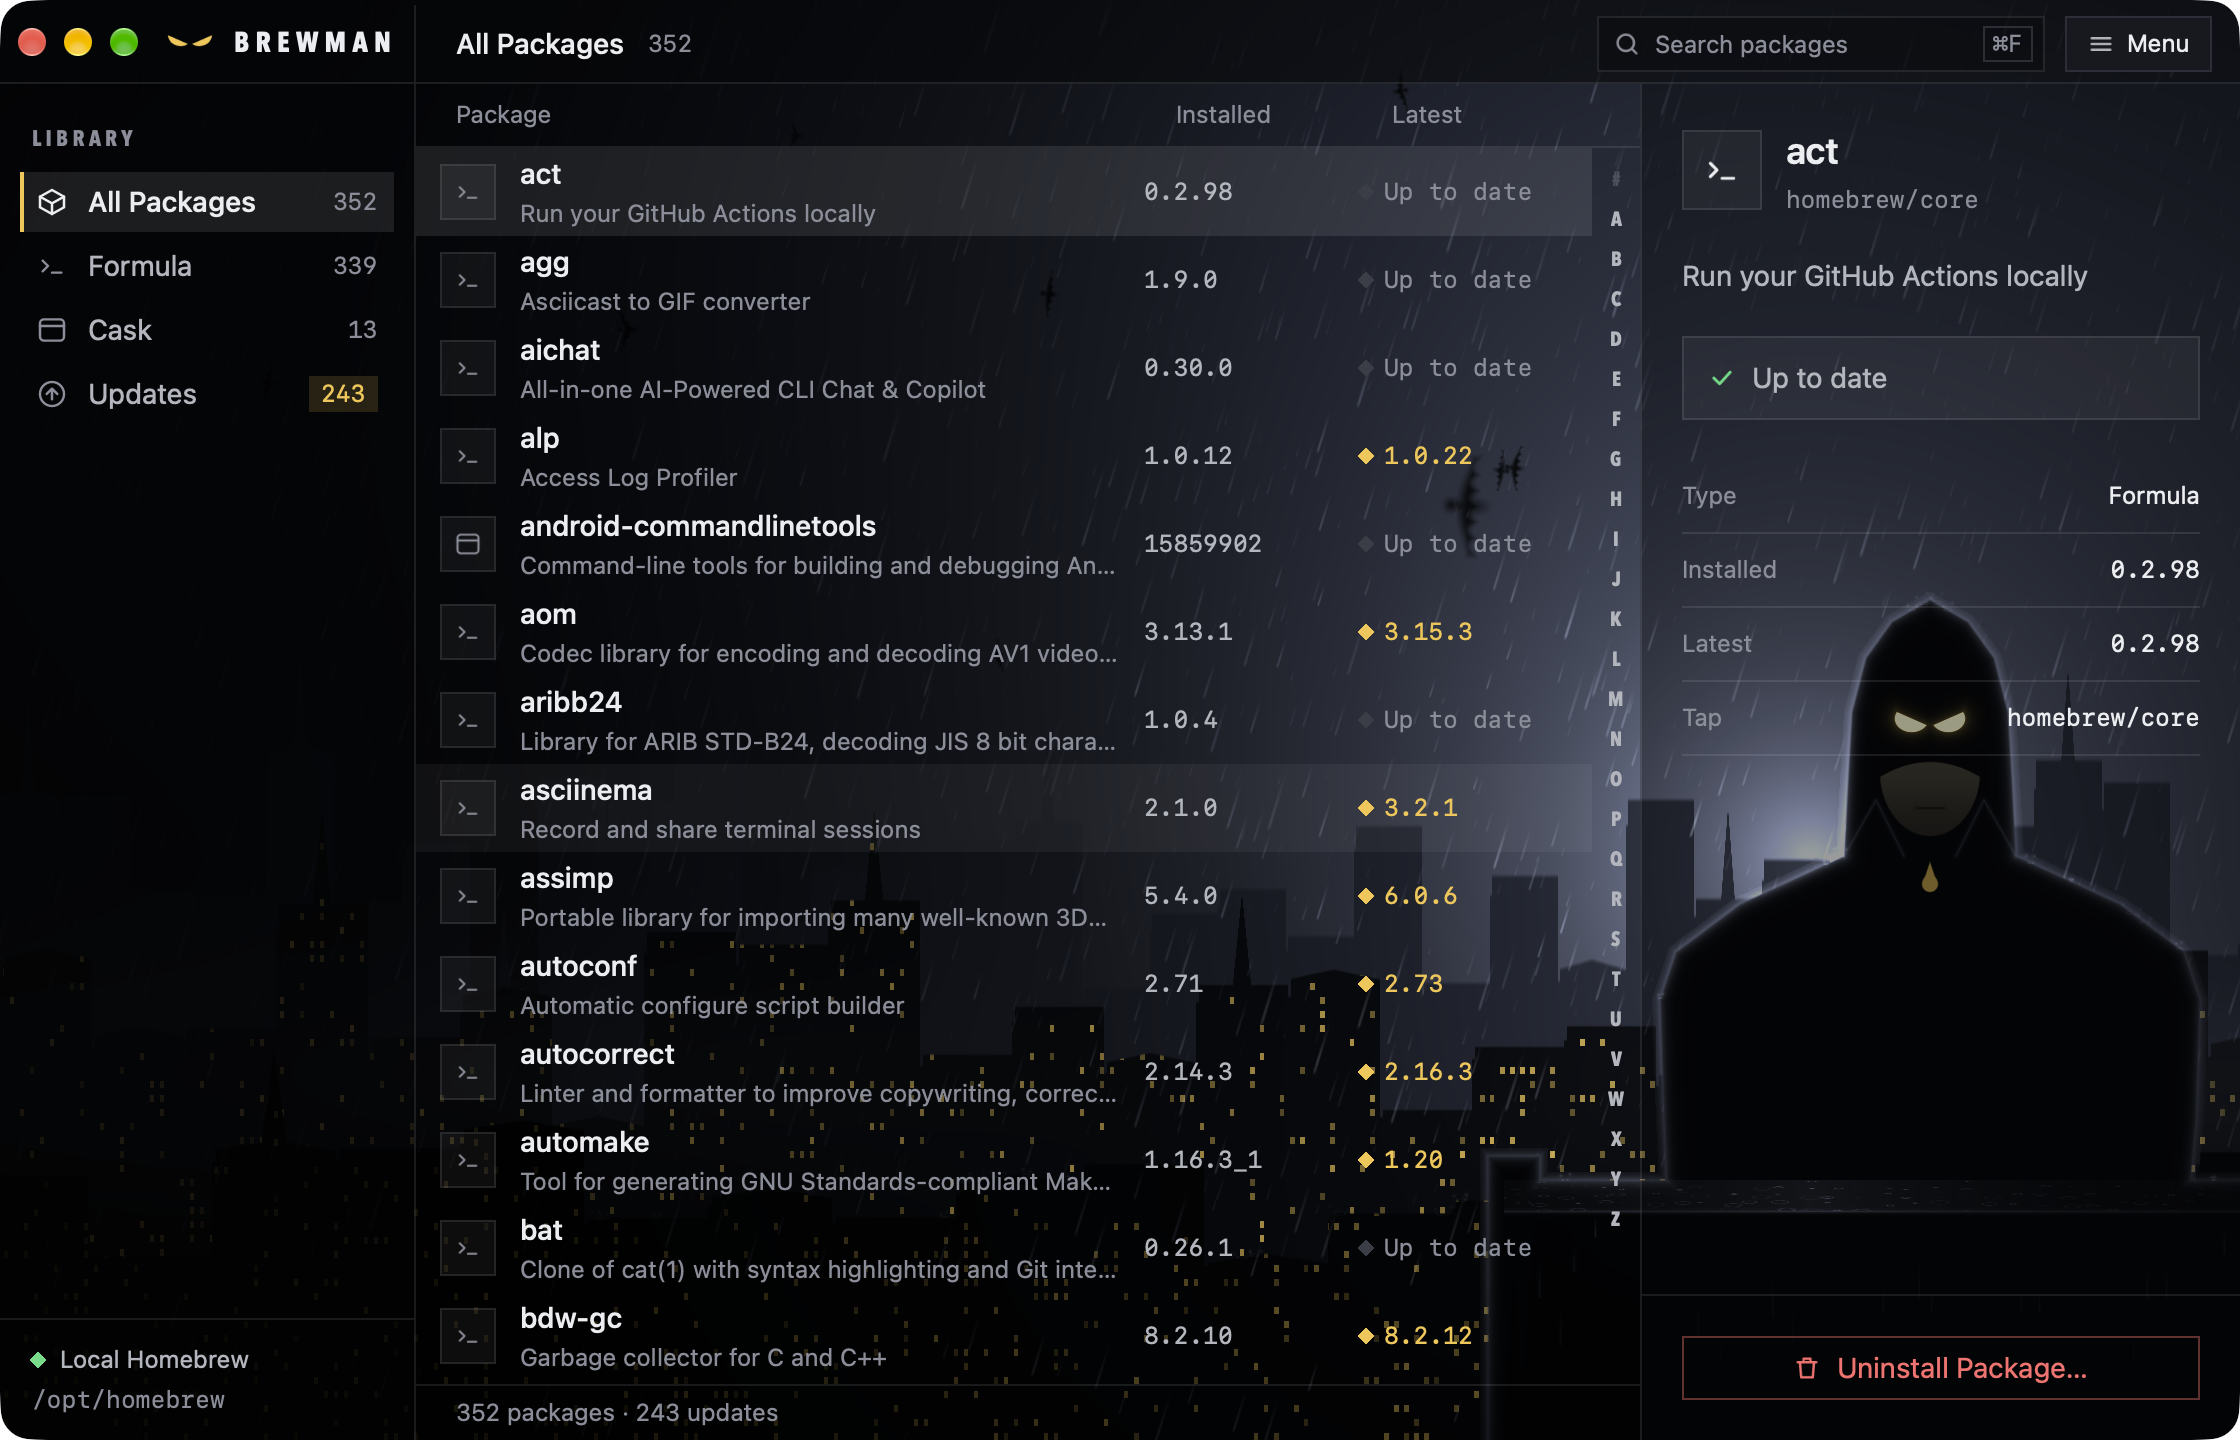 BREWMAN
All Packages 352
Search packages ⌘F
Menu
LIBRARY
All Packages 352
Formula 339
Cask 13
Updates 243
Local Homebrew
/opt/homebrew
Package Installed Latest
act
Run your GitHub Actions locally
0.2.98 Up to date
agg
Asciicast to GIF converter
1.9.0 Up to date
aichat
All-in-one AI-Powered CLI Chat & Copilot
0.30.0 Up to date
alp
Access Log Profiler
1.0.12 1.0.22
android-commandlinetools
Command-line tools for building and debugging An...
15859902 Up to date
aom
Codec library for encoding and decoding AV1 video...
3.13.1 3.15.3
aribb24
Library for ARIB STD-B24, decoding JIS 8 bit chara...
1.0.4 Up to date
asciinema
Record and share terminal sessions
2.1.0 3.2.1
assimp
Portable library for importing many well-known 3D...
5.4.0 6.0.6
autoconf
Automatic configure script builder
2.71 2.73
autocorrect
Linter and formatter to improve copywriting, correc...
2.14.3 2.16.3
automake
Tool for generating GNU Standards-compliant Mak...
1.16.3_1 1.20
bat
Clone of cat(1) with syntax highlighting and Git inte...
0.26.1 Up to date
bdw-gc
Garbage collector for C and C++
8.2.10 8.2.12
352 packages · 243 updates
#
A
B
C
D
E
F
G
H
I
J
K
L
M
N
O
P
Q
R
S
T
U
V
W
X
Y
Z
act
homebrew/core
Run your GitHub Actions locally
Up to date
Type Formula
Installed 0.2.98
Latest 0.2.98
Tap homebrew/core
Uninstall Package...